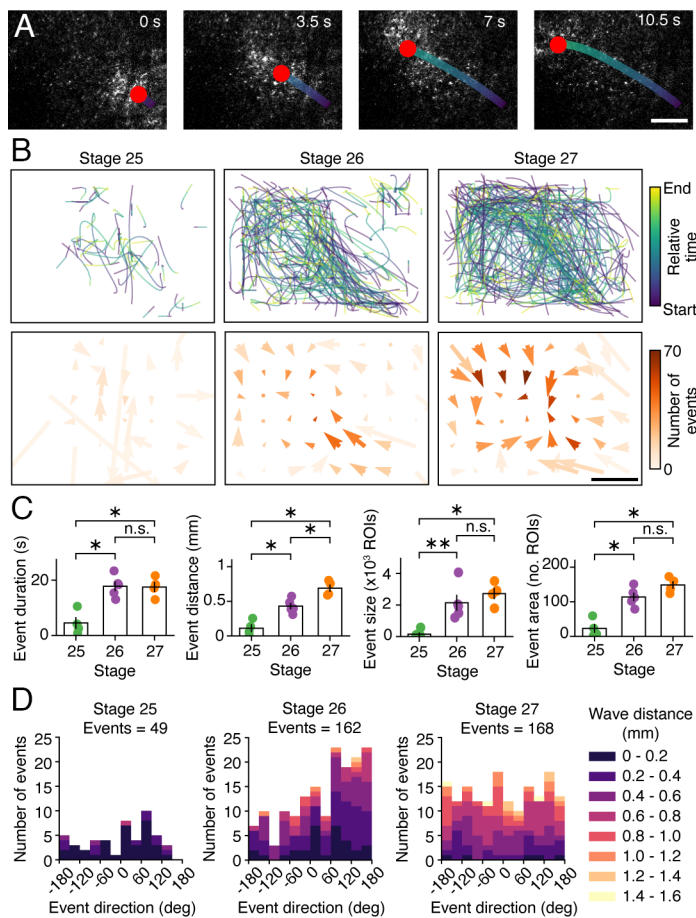 A
0 s
3.5 s
7 s
10.5 s
B
Stage 25
Stage 26
Stage 27
End
Relative
time
Start
70
Number of
events
0
C
Event duration (s)
20
0
*
*
n.s.
25 26 27
Stage
Event distance (mm)
1
0.5
0
*
*
*
25 26 27
Stage
Event size (x10³ ROIs)
4
2
0
*
**
n.s.
25 26 27
Stage
Event area (no. ROIs)
200
100
0
*
*
n.s.
25 26 27
Stage
D
Stage 25
Events = 49
Number of events
25
20
15
10
5
0
-180 -120 -60 0 60 120 180
Event direction (deg)
Stage 26
Events = 162
Number of events
25
20
15
10
5
0
-180 -120 -60 0 60 120 180
Event direction (deg)
Stage 27
Events = 168
Number of events
25
20
15
10
5
0
-180 -120 -60 0 60 120 180
Event direction (deg)
Wave distance
(mm)
0 - 0.2
0.2 - 0.4
0.4 - 0.6
0.6 - 0.8
0.8 - 1.0
1.0 - 1.2
1.2 - 1.4
1.4 - 1.6